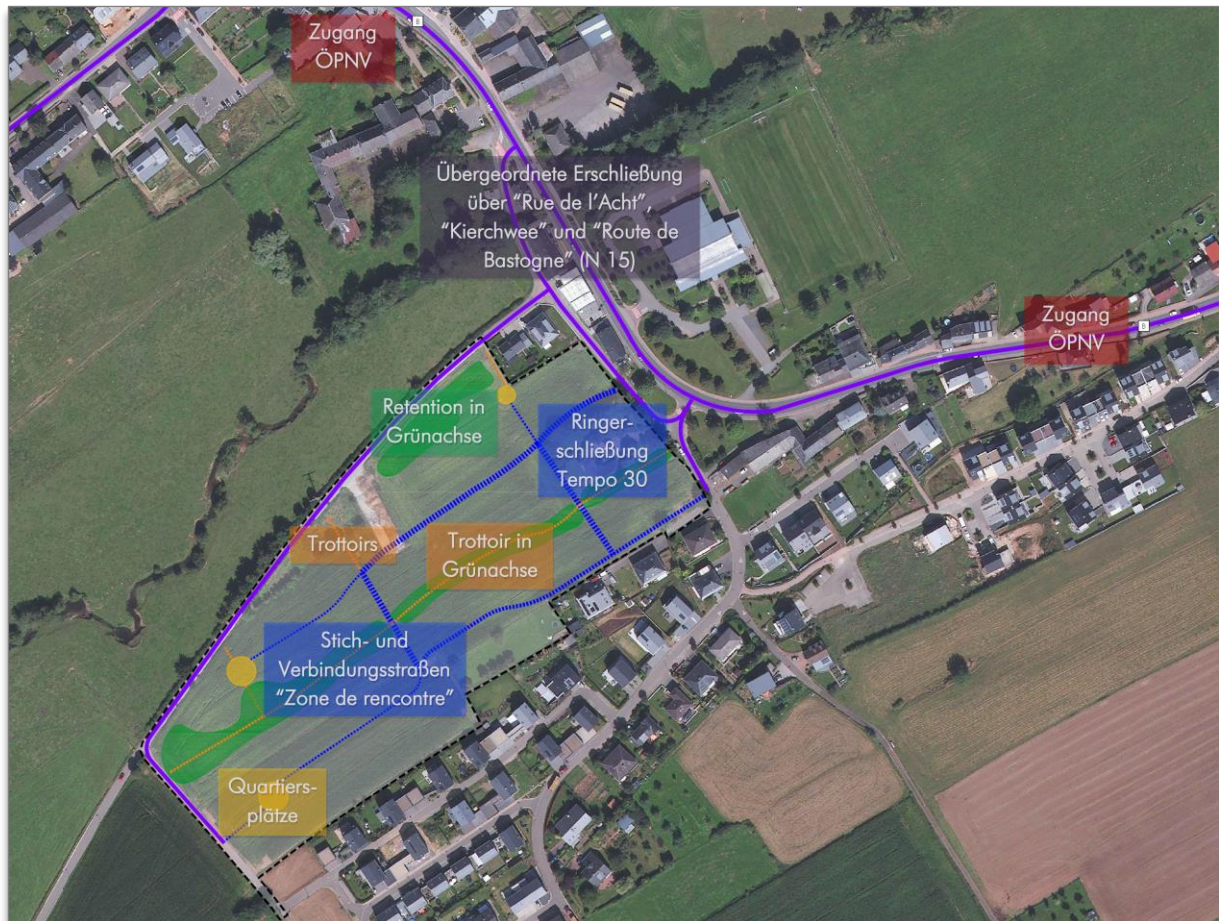 Zugang
ÖPNV
B
Übergeordnete Erschließung
über “Rue de l’Acht”,
“Kierchwee” und “Route de
Bastogne” (N 15)
Zugang
ÖPNV
B
Retention in
Grünachse
Ringer-
schließung
Tempo 30
Trottoirs
Trottoir in
Grünachse
Stich- und
Verbindungsstraßen
“Zone de rencontre”
Quartiers-
plätze